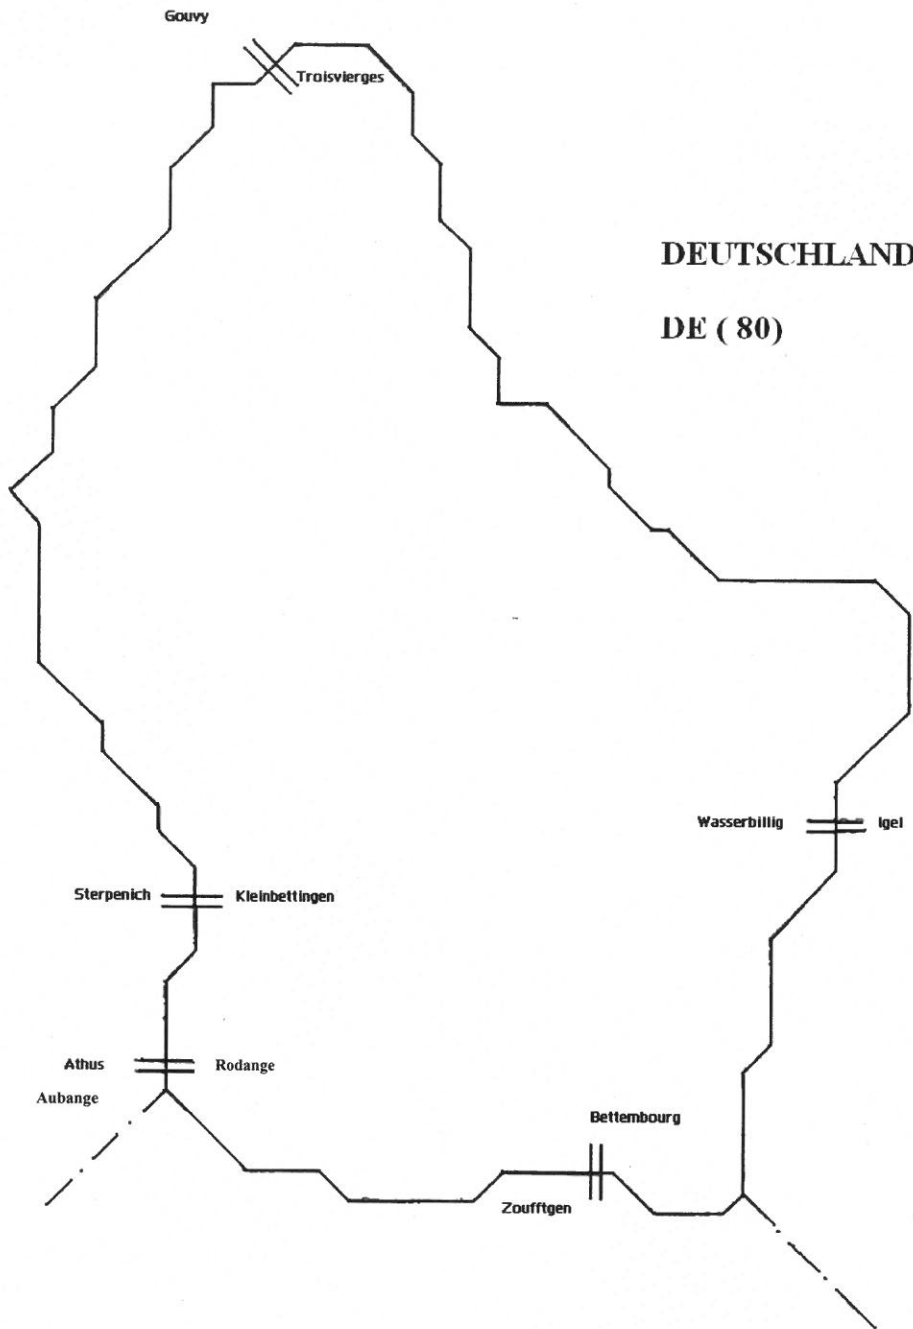 Gouvy
Troisvierges
DEUTSCHLAND
DE ( 80)
Wasserbillig
Igel
Sterpenich
Kleinbettingen
Athus
Rodange
Aubange
Bettembourg
Zoufftgen